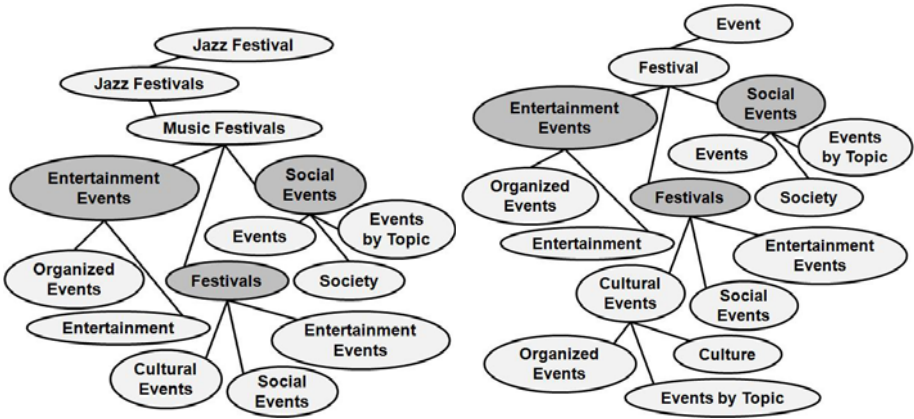 Jazz Festival
Jazz Festivals
Music Festivals
Entertainment
Events
Social
Events
Events
Events
by Topic
Organized
Events
Festivals
Society
Entertainment
Entertainment
Events
Cultural
Events
Social
Events
Event
Festival
Entertainment
Events
Social
Events
Events
Events
by Topic
Organized
Events
Festivals
Society
Entertainment
Entertainment
Events
Cultural
Events
Social
Events
Organized
Events
Culture
Events by Topic